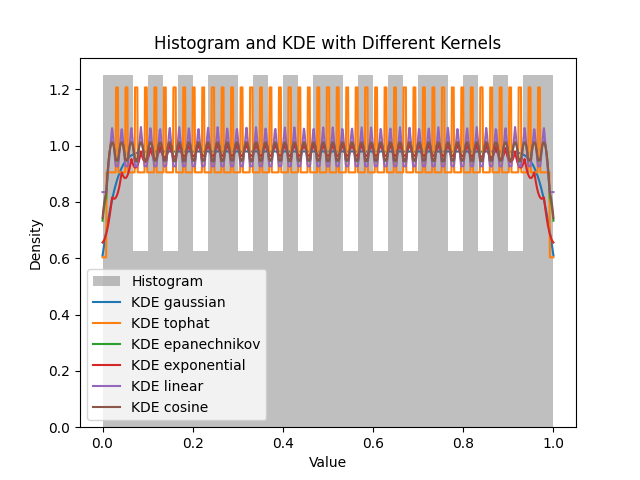 Histogram and KDE with Different Kernels
1.2
1.0
0.8
0.6
0.4
0.2
0.0
Density
Histogram
KDE gaussian
KDE tophat
KDE epanechnikov
KDE exponential
KDE linear
KDE cosine
0.0 0.2 0.4 0.6 0.8 1.0
Value